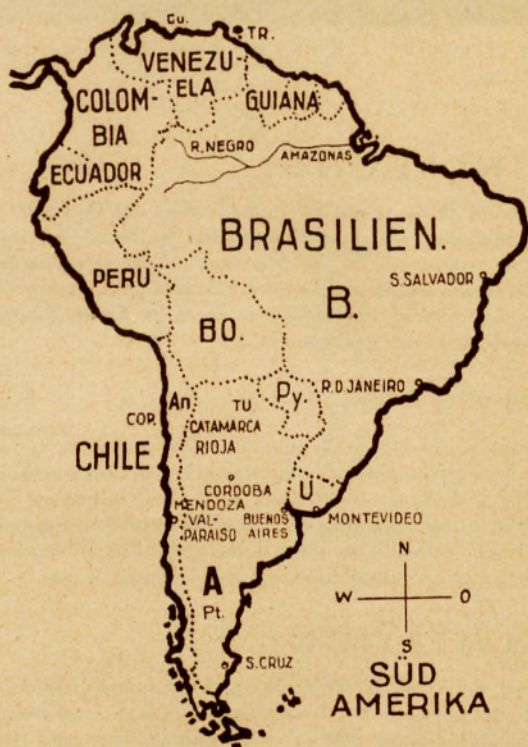 Cu.
TR.
VENEZU-
ELA
COLOM-
BIA
GUIANA
ECUADOR
R.NEGRO
AMAZONAS
BRASILIEN.
PERU
S.SALVADOR
B.
BO.
An
Py.
R.D.JANEIRO
TU
COP.
CATAMARCA
RIOJA
CHILE
CORDOBA
U
MENDOZA
VAL-
PARAISO
BUENOS
AIRES
MONTEVIDEO
A
Pt.
N
W
O
S
S.CRUZ
SÜD
AMERIKA